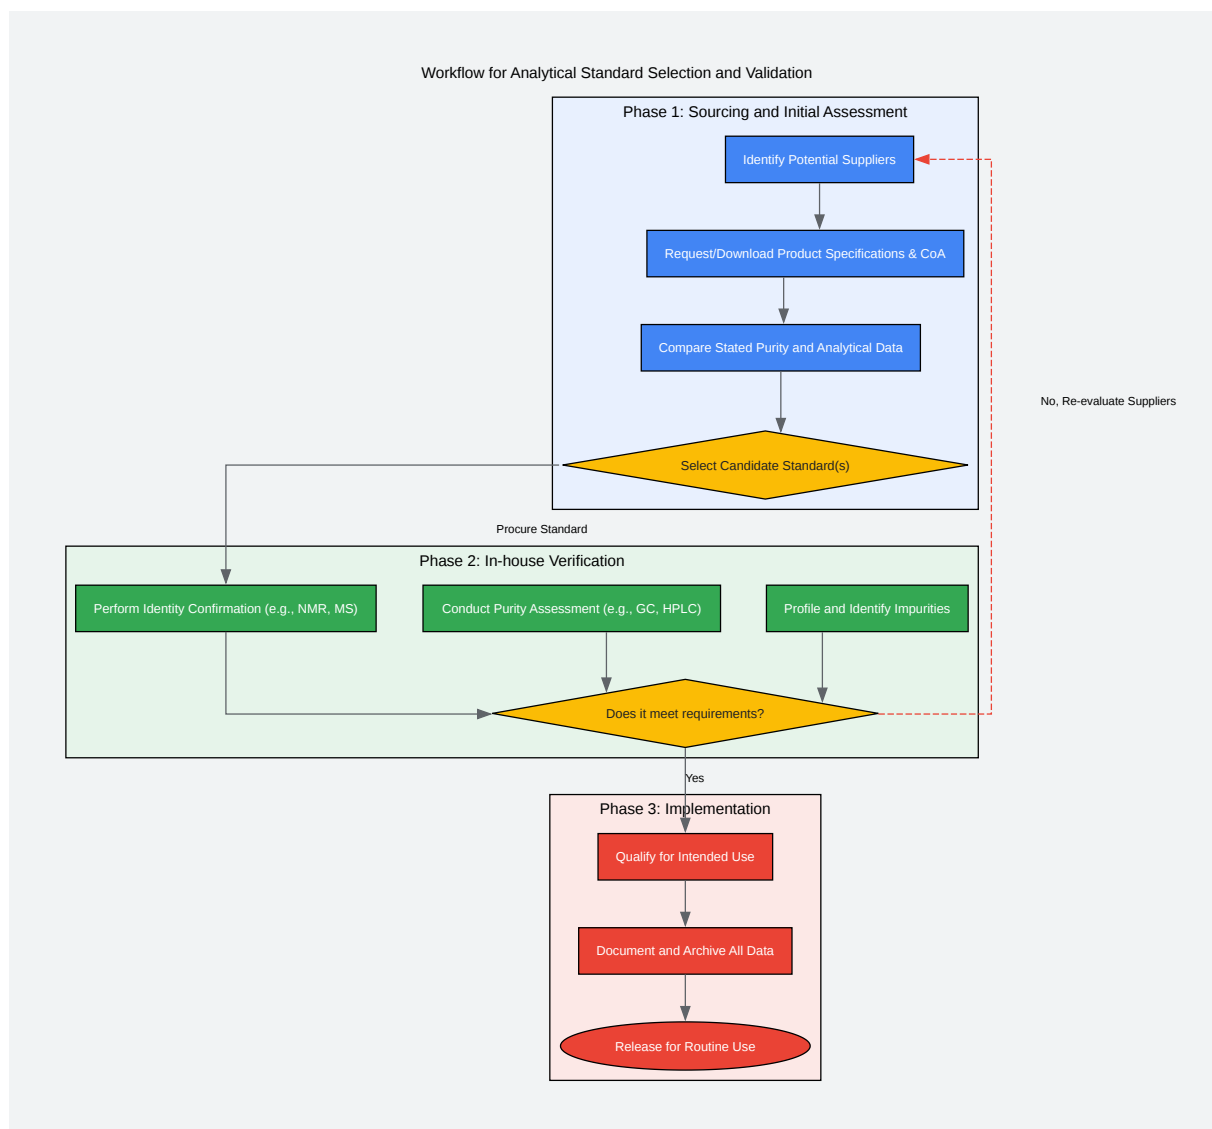 Workflow for Analytical Standard Selection and Validation
Phase 1: Sourcing and Initial Assessment
Identify Potential Suppliers
Request/Download Product Specifications & CoA
Compare Stated Purity and Analytical Data
No, Re-evaluate Suppliers
Select Candidate Standard(s)
Procure Standard
Phase 2: In-house Verification
Perform Identity Confirmation (e.g., NMR, MS)
Conduct Purity Assessment (e.g., GC, HPLC)
Profile and Identify Impurities
Does it meet requirements?
Yes
Phase 3: Implementation
Qualify for Intended Use
Document and Archive All Data
Release for Routine Use